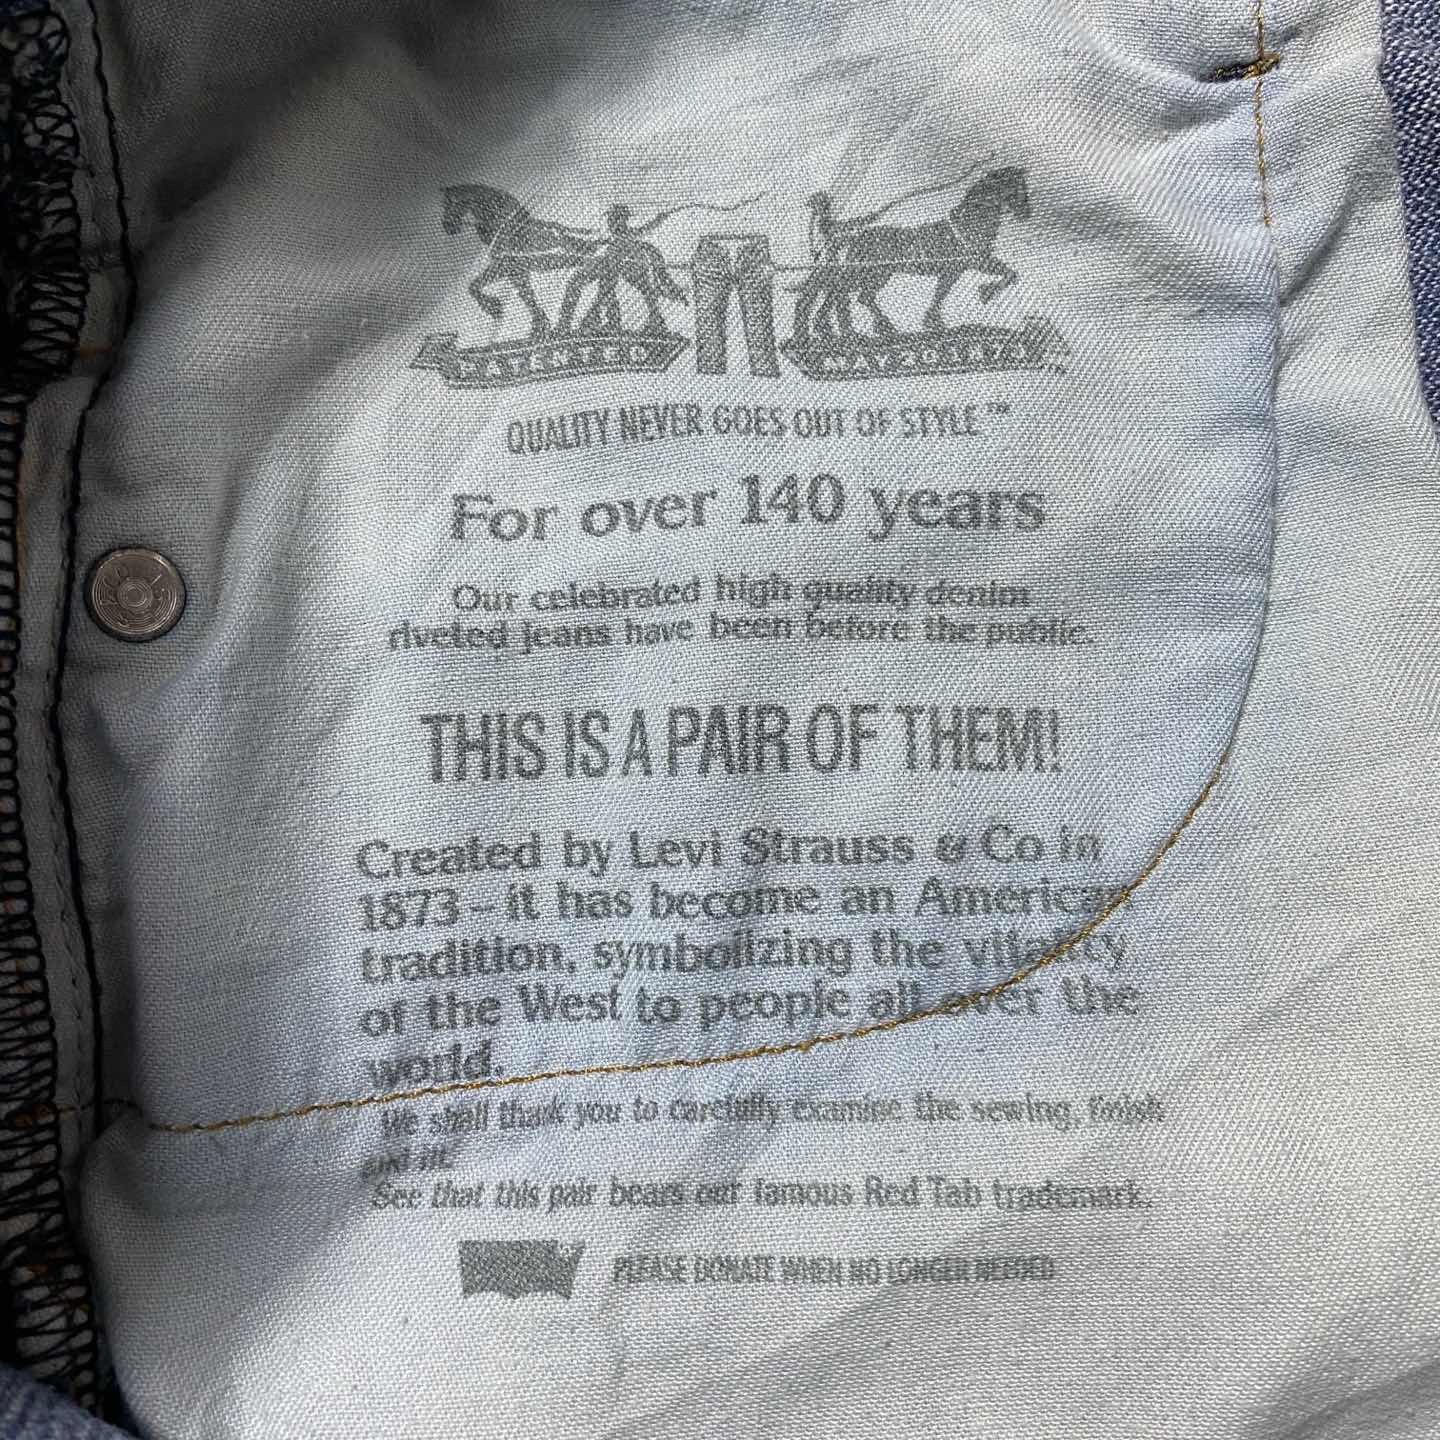 PATENTED MAY 20 1873
QUALITY NEVER GOES OUT OF STYLE™
For over 140 years
Our celebrated high quality denim
riveted jeans have been before the public.
THIS IS A PAIR OF THEM!
Created by Levi Strauss & Co in
1873 – it has become an American
tradition, symbolizing the vitality
of the West to people all over the
world.
We shall thank you to carefully examine the sewing, finish
and fit.
See that this pair bears our famous Red Tab trademark.
PLEASE DONATE WHEN NO LONGER NEEDED